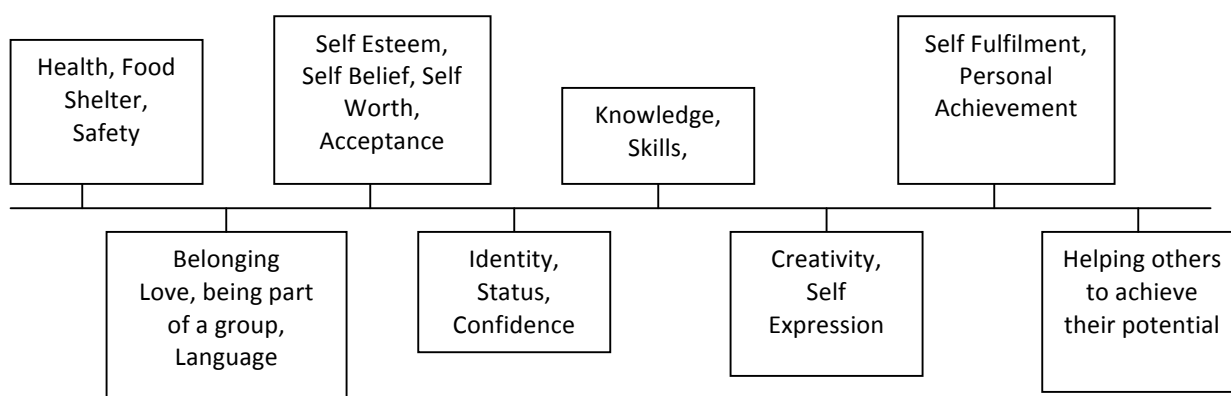 Health, Food
Shelter,
Safety
Self Esteem,
Self Belief, Self
Worth,
Acceptance
Knowledge,
Skills,
Self Fulfilment,
Personal
Achievement
Belonging
Love, being part
of a group,
Language
Identity,
Status,
Confidence
Creativity,
Self
Expression
Helping others
to achieve
their potential